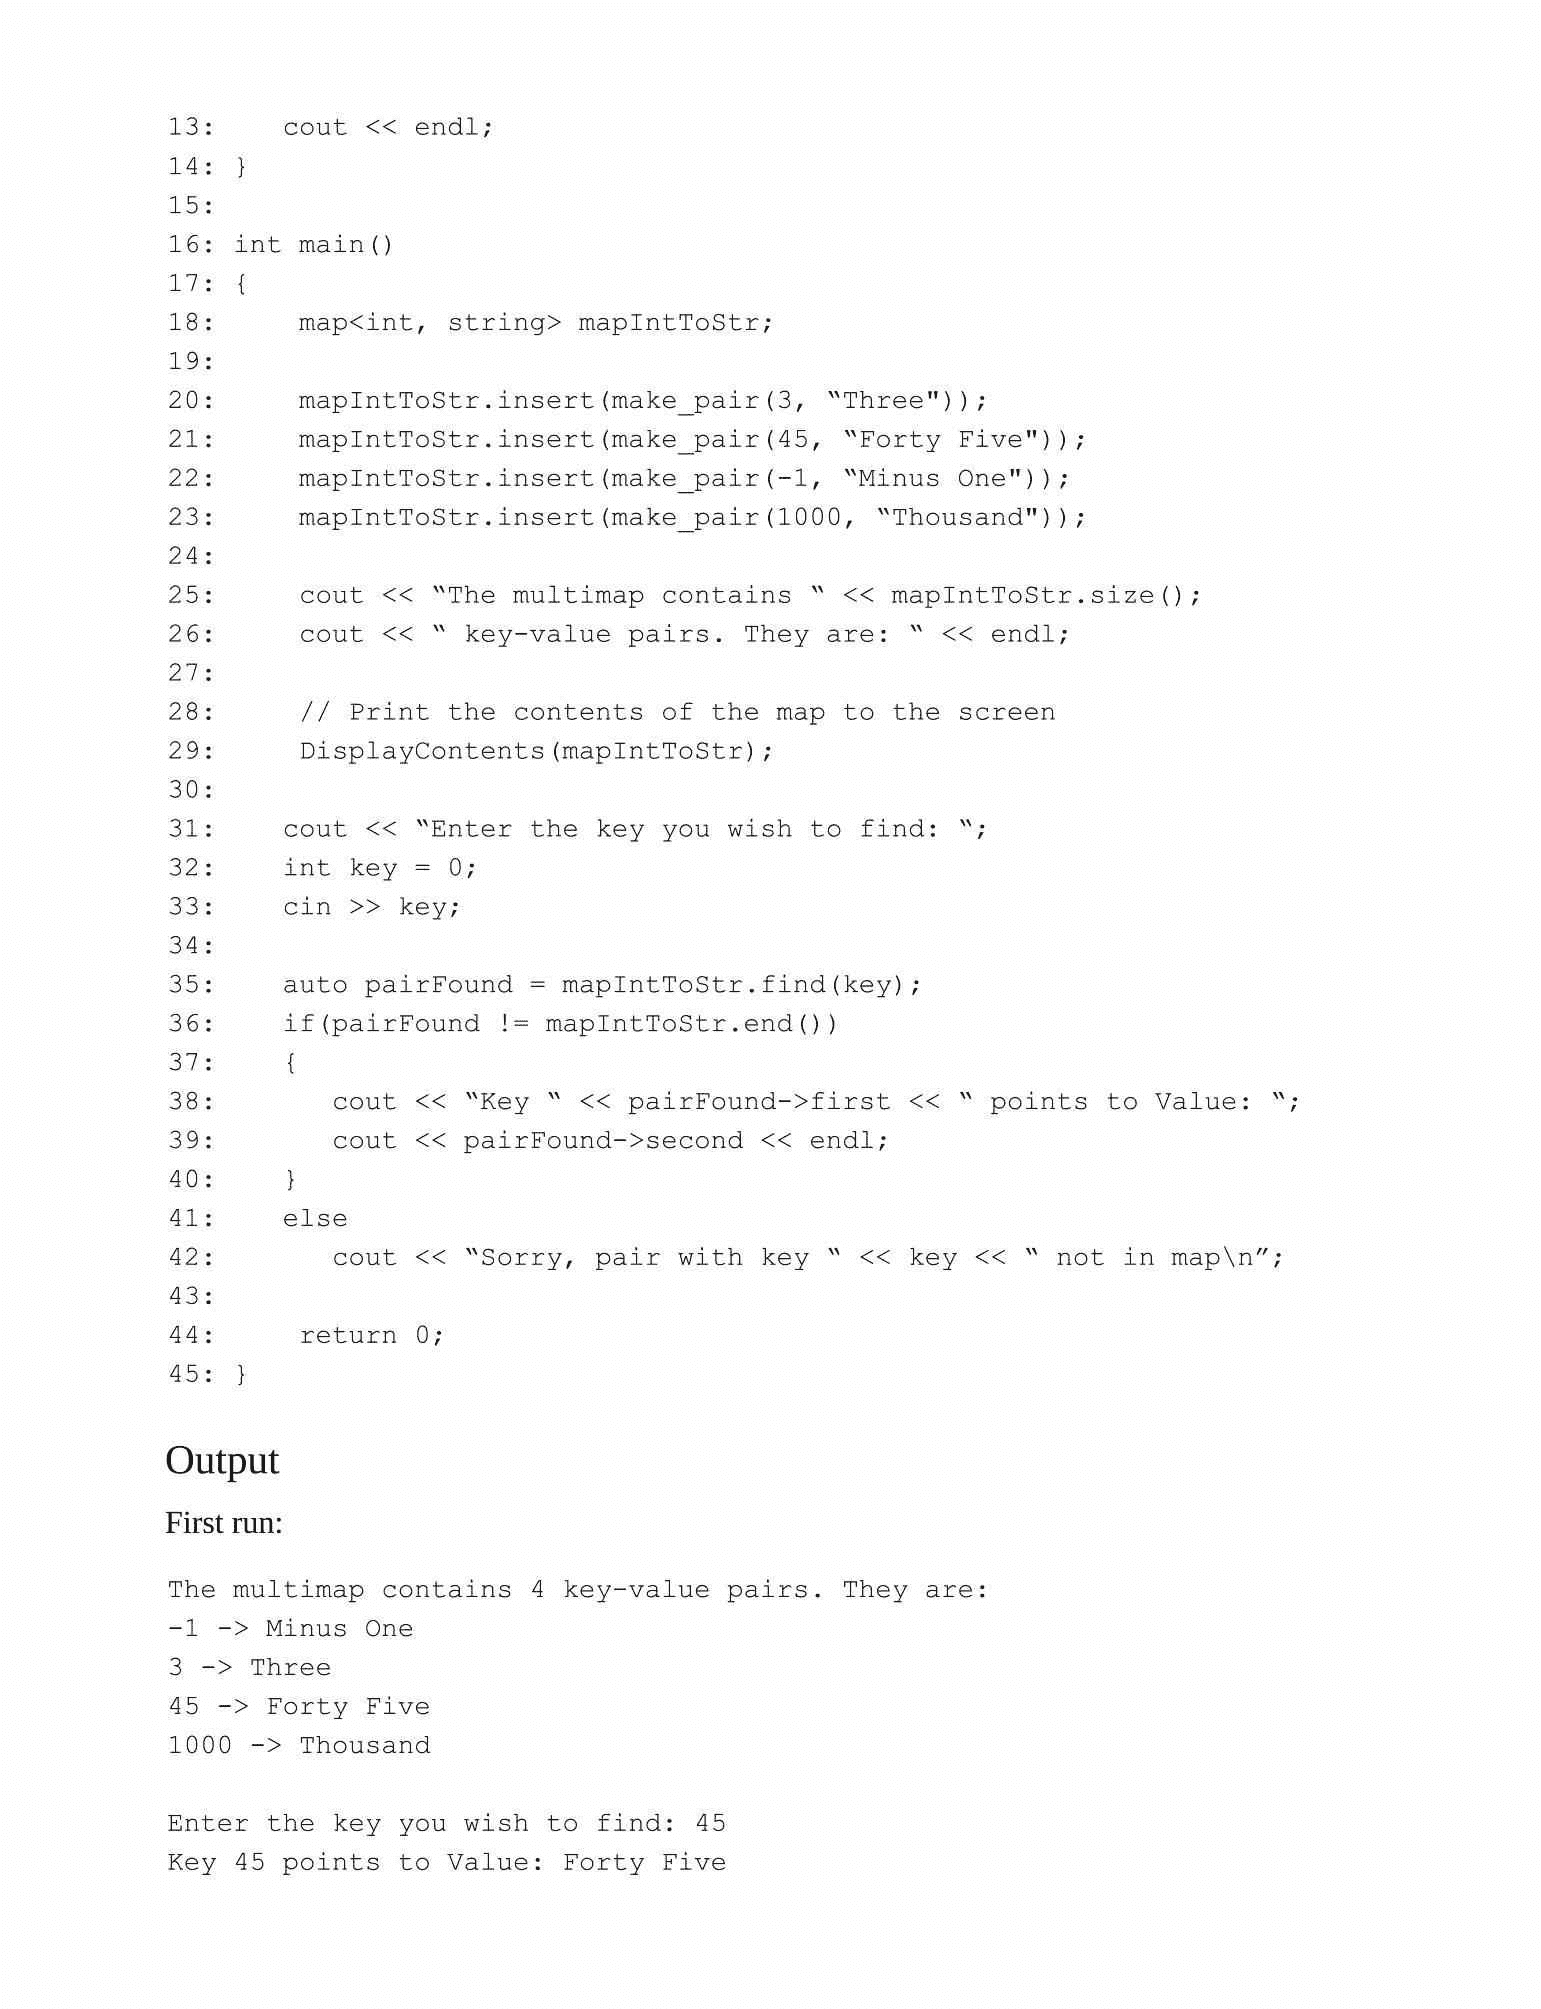 13:    cout << endl;
14: }
15:
16: int main()
17: {
18:     map<int, string> mapIntToStr;
19:
20:     mapIntToStr.insert(make_pair(3, “Three"));
21:     mapIntToStr.insert(make_pair(45, “Forty Five"));
22:     mapIntToStr.insert(make_pair(-1, “Minus One"));
23:     mapIntToStr.insert(make_pair(1000, “Thousand"));
24:
25:     cout << “The multimap contains “ << mapIntToStr.size();
26:     cout << “ key-value pairs. They are: “ << endl;
27:
28:     // Print the contents of the map to the screen
29:     DisplayContents(mapIntToStr);
30:
31:    cout << “Enter the key you wish to find: “;
32:    int key = 0;
33:    cin >> key;
34:
35:    auto pairFound = mapIntToStr.find(key);
36:    if(pairFound != mapIntToStr.end())
37:    {
38:       cout << “Key “ << pairFound->first << “ points to Value: “;
39:       cout << pairFound->second << endl;
40:    }
41:    else
42:       cout << “Sorry, pair with key “ << key << “ not in map\n”;
43:
44:     return 0;
45: }
Output
First run:
The multimap contains 4 key-value pairs. They are:
-1 -> Minus One
3 -> Three
45 -> Forty Five
1000 -> Thousand
Enter the key you wish to find: 45
Key 45 points to Value: Forty Five